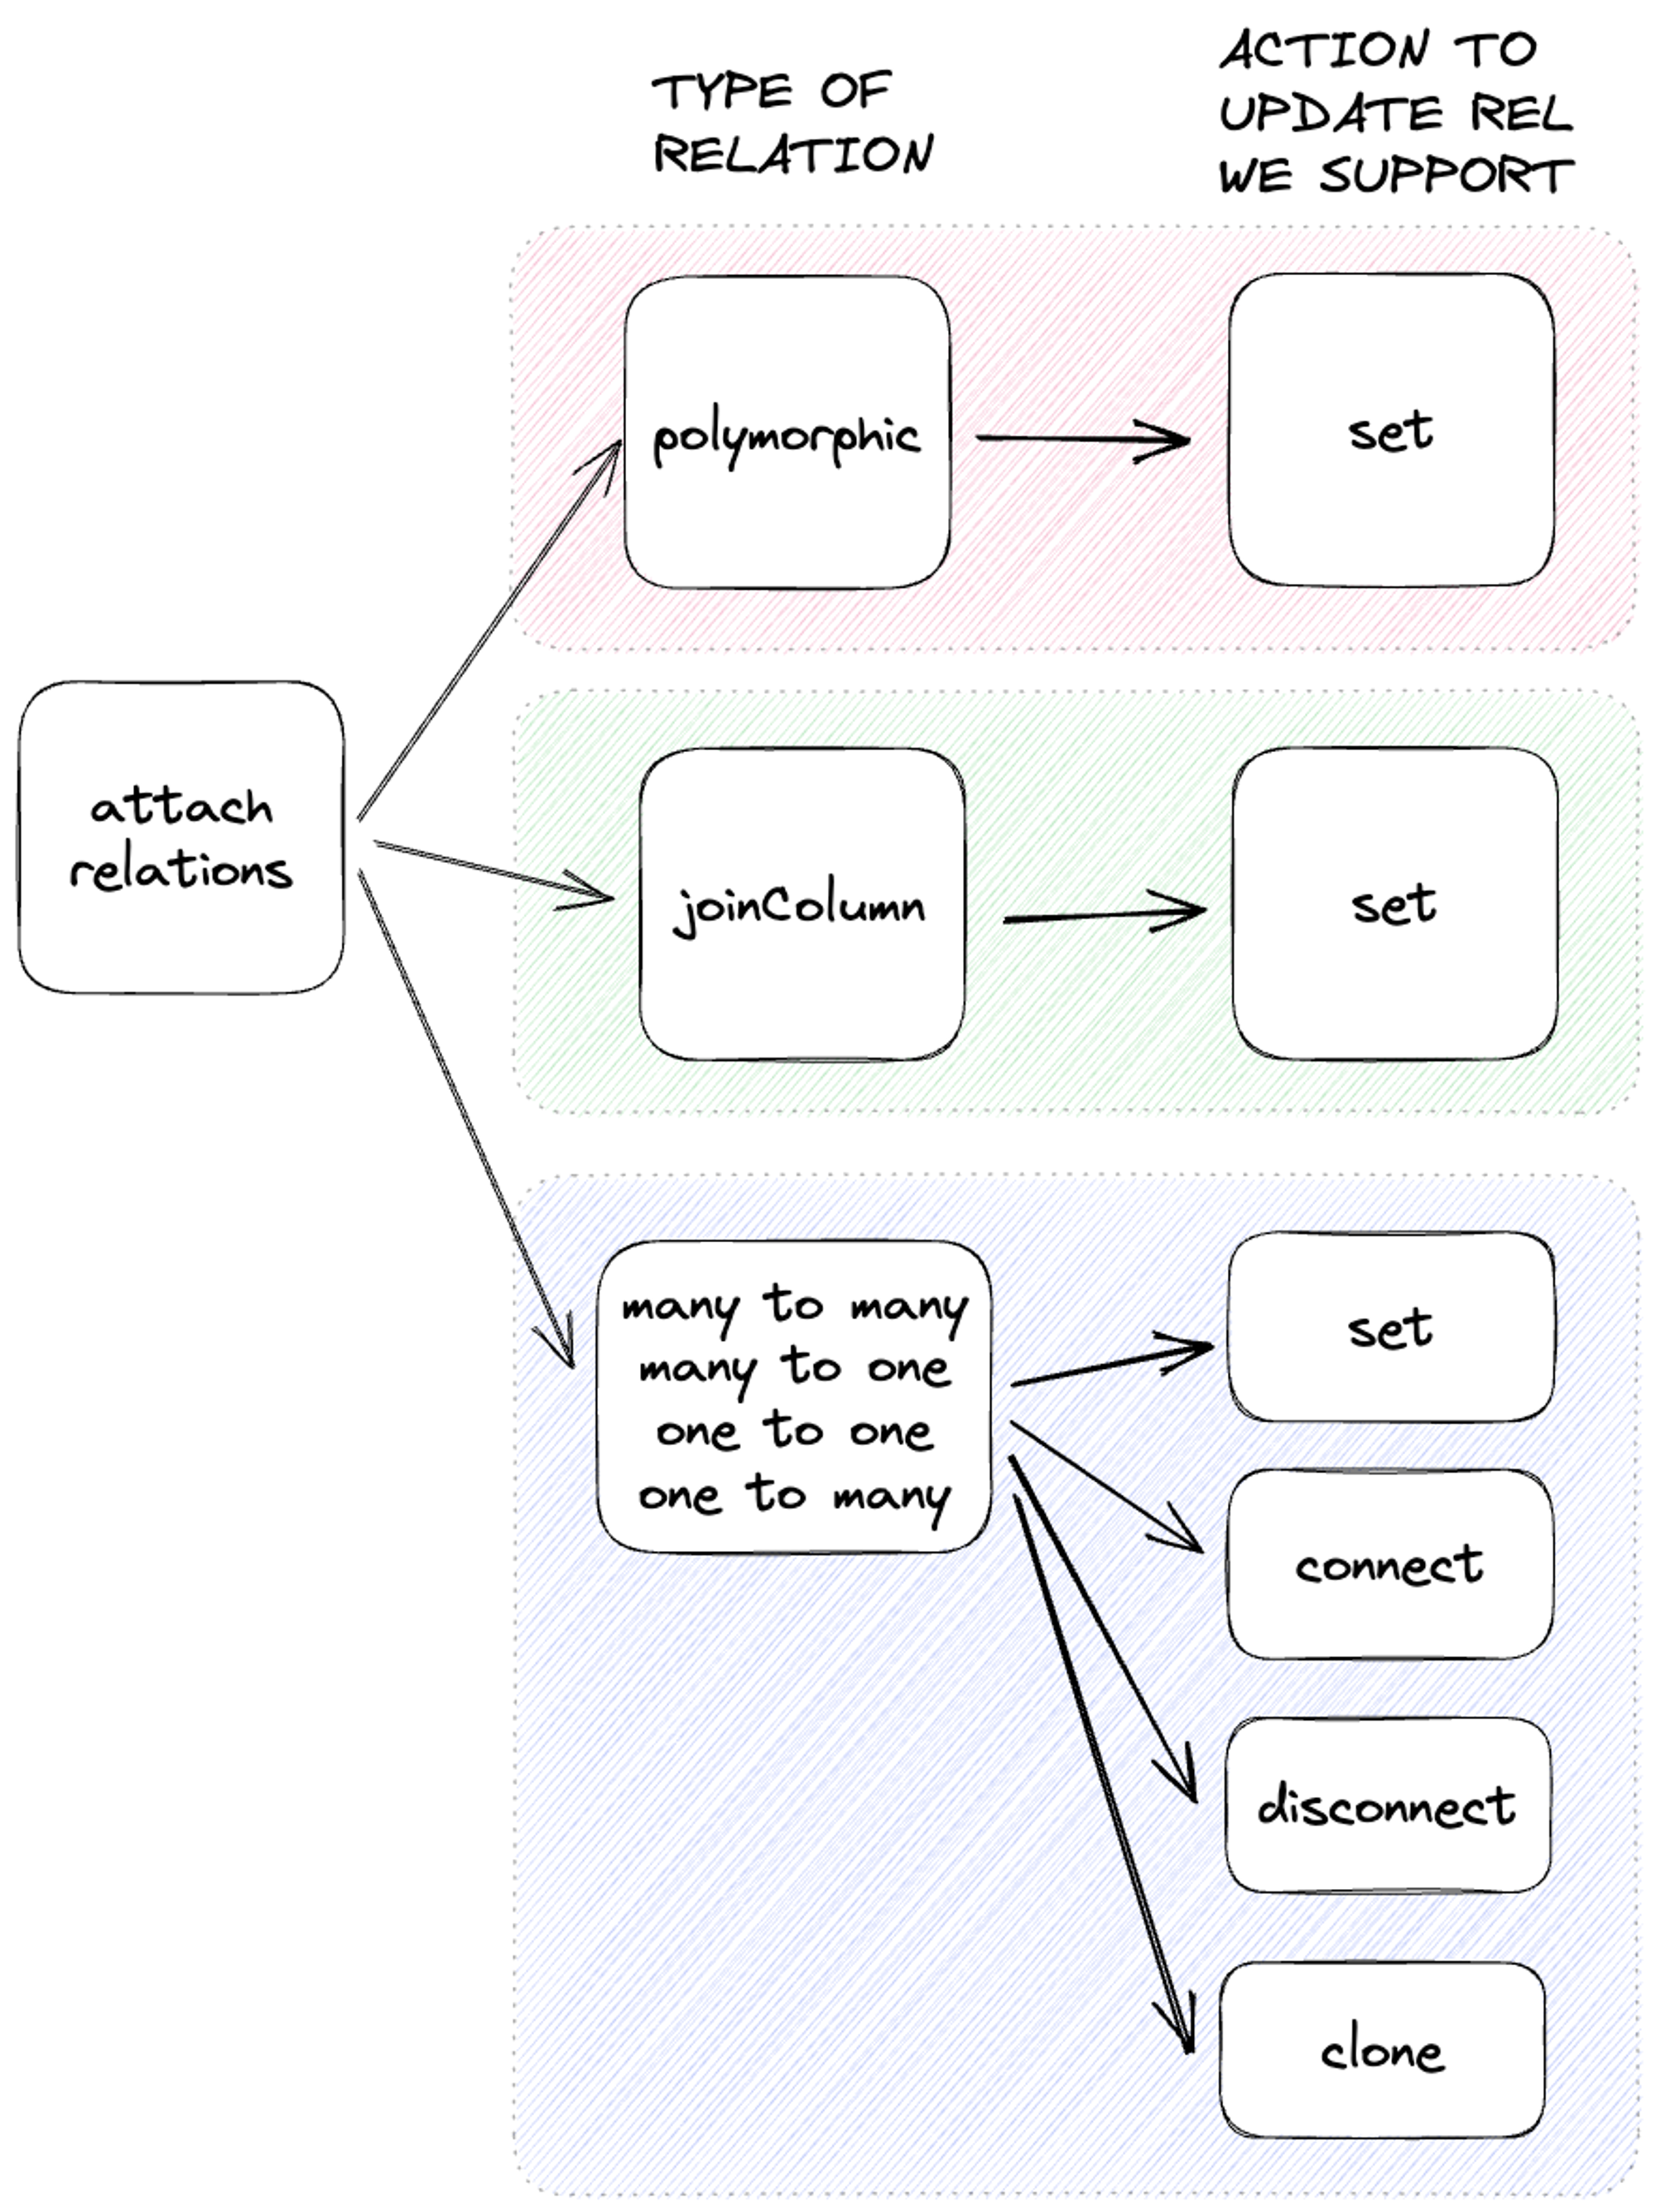 TYPE OF
RELATION
ACTION TO
UPDATE REL
WE SUPPORT
attach
relations
polymorphic
set
joinColumn
set
many to many
many to one
one to one
one to many
set
connect
disconnect
clone